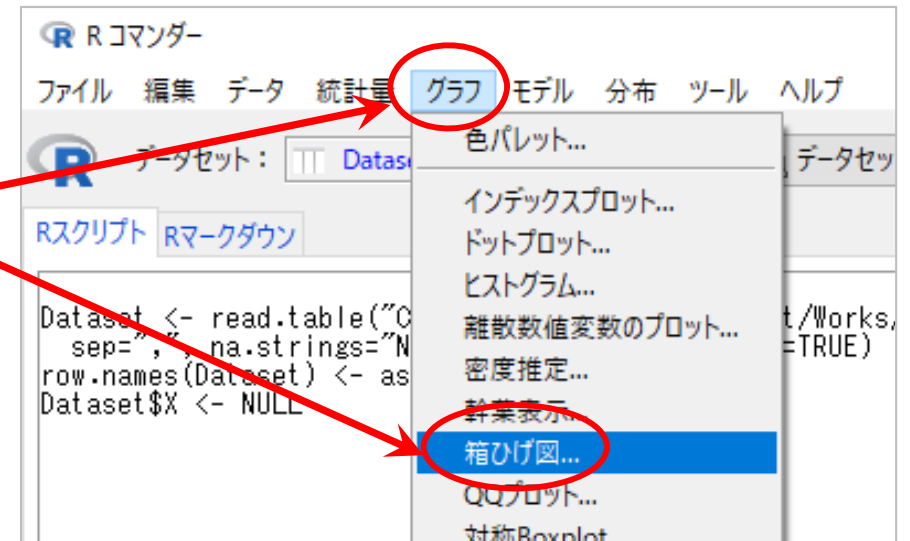 R コマンダー
ファイル 編集 データ 統計量 グラフ モデル 分布 ツール ヘルプ
データセット： Datas データセッ
色パレット...
インデックスプロット...
Rスクリプト Rマークダウン
ドットプロット...
ヒストグラム...
Dataset <- read.table("C t/Works/
離散数値変数のプロット...
sep=",", na.strings="N =TRUE)
密度推定...
row.names(Dataset) <- as
Dataset$X <- NULL
幹葉表示...
箱ひげ図...
QQプロット...
対称Boxplot